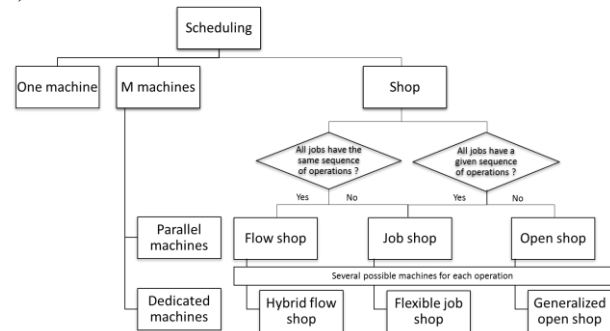 Scheduling
One machine
M machines
Shop
All jobs have the
same sequence
of operations ?
All jobs have a
given sequence
of operations ?
Yes
No
Yes
No
Parallel
machines
Flow shop
Job shop
Open shop
Several possible machines for each operation
Dedicated
machines
Hybrid flow
shop
Flexible job
shop
Generalized
open shop